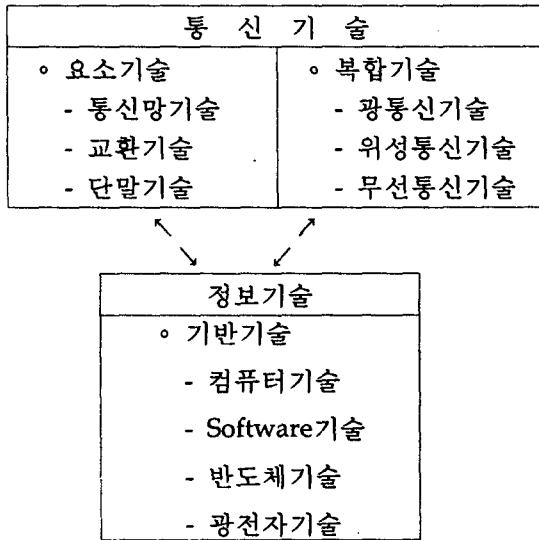 통 신 기 술
∘ 요소기술
- 통신망기술
- 교환기술
- 단말기술
∘ 복합기술
- 광통신기술
- 위성통신기술
- 무선통신기술
정보기술
∘ 기반기술
- 컴퓨터기술
- Software기술
- 반도체기술
- 광전자기술